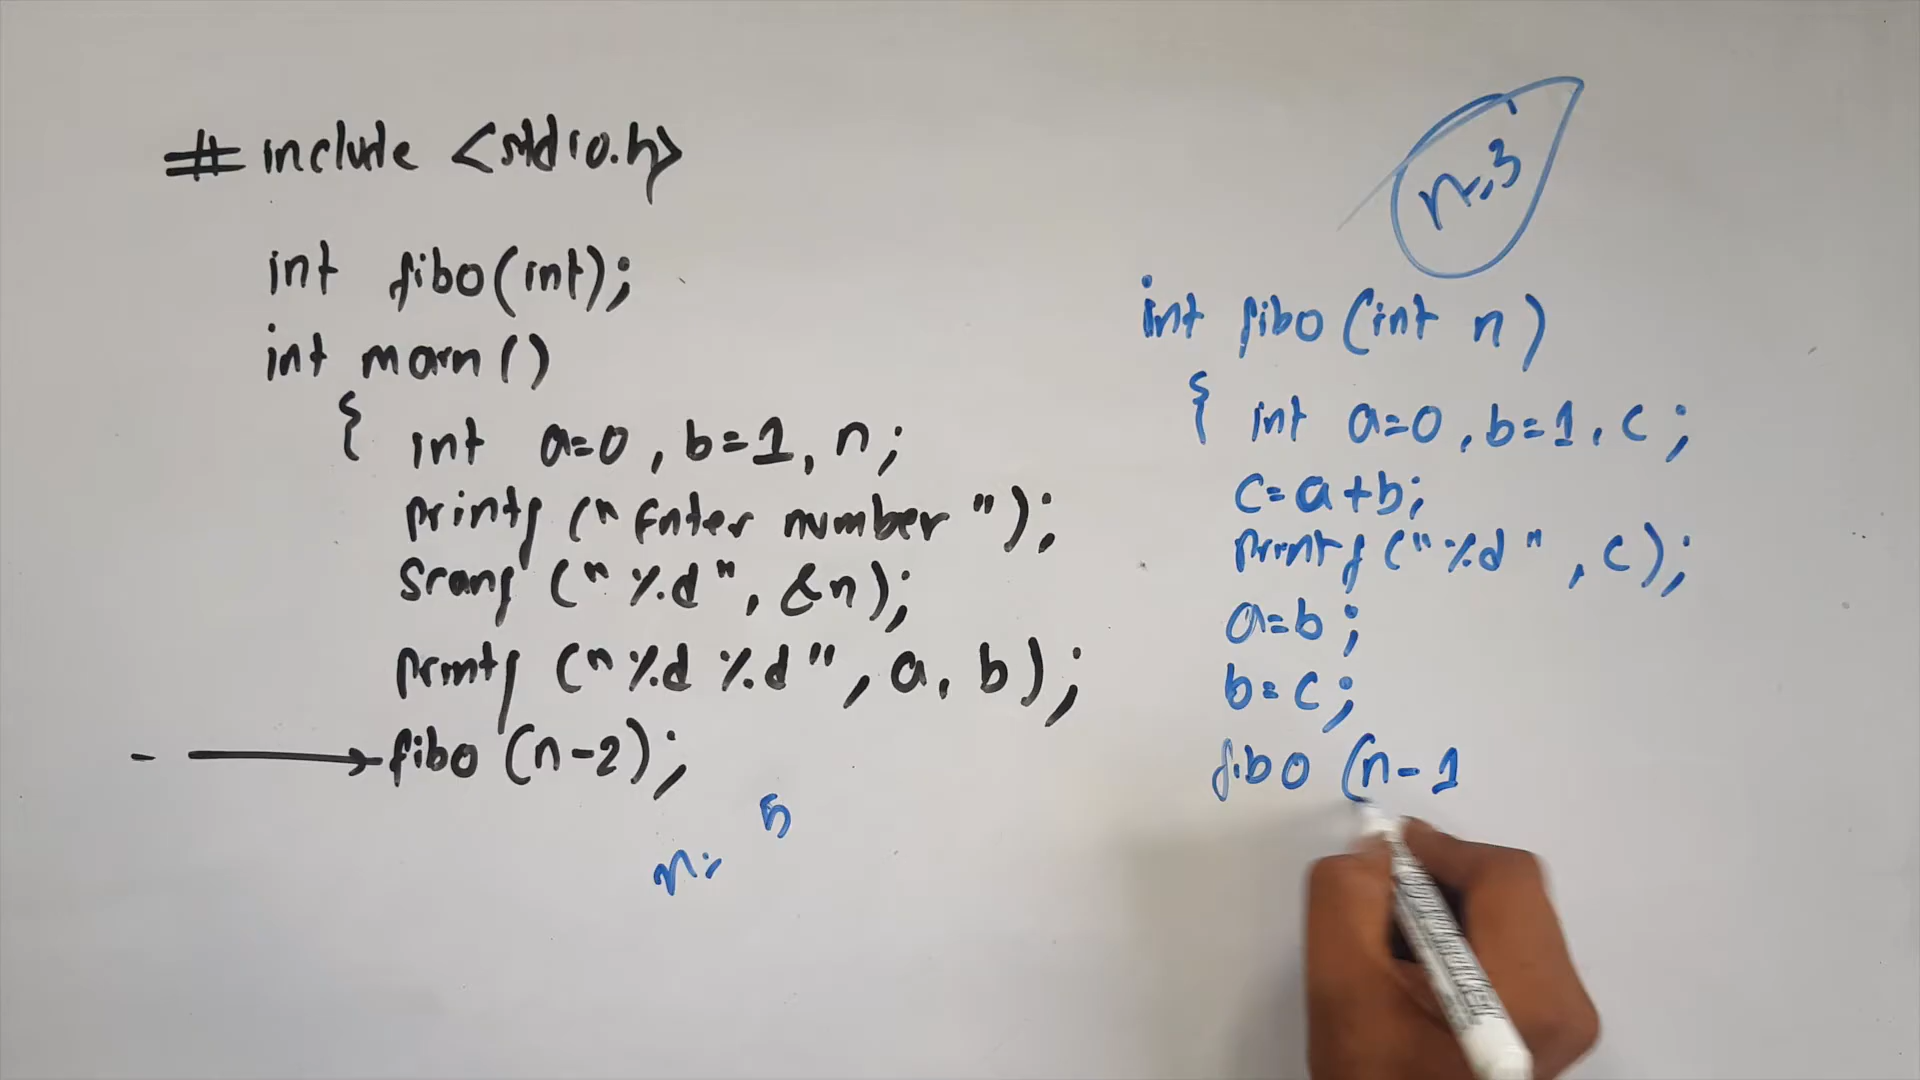 #include <stdio.h>
int fibo(int);
int main()
{ int a=0, b=1, n;
printf ("Enter number");
Scanf ("%d", &n);
printf ("%d %d", a, b);
fibo (n-2);
n= 5
n=3
int fibo (int n)
{ int a=0, b=1, c;
c=a+b;
printf ("%d", c);
a=b;
b=c;
fibo (n-1